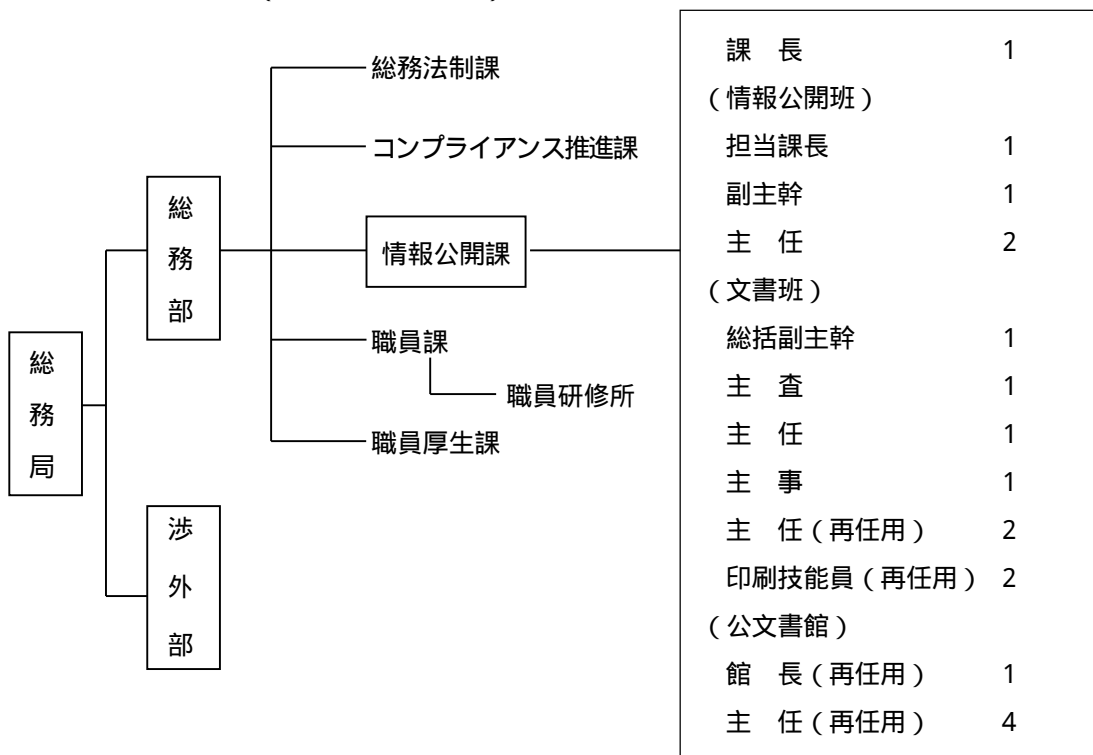 総務局
総務部
渉外部
総務法制課
コンプライアンス推進課
情報公開課
職員課
職員研修所
職員厚生課
課　長　1
（情報公開班）
担当課長　1
副主幹　1
主　任　2
（文書班）
総括副主幹　1
主　査　1
主　任　1
主　事　1
主　任（再任用）　2
印刷技能員（再任用）　2
（公文書館）
館　長（再任用）　1
主　任（再任用）　4